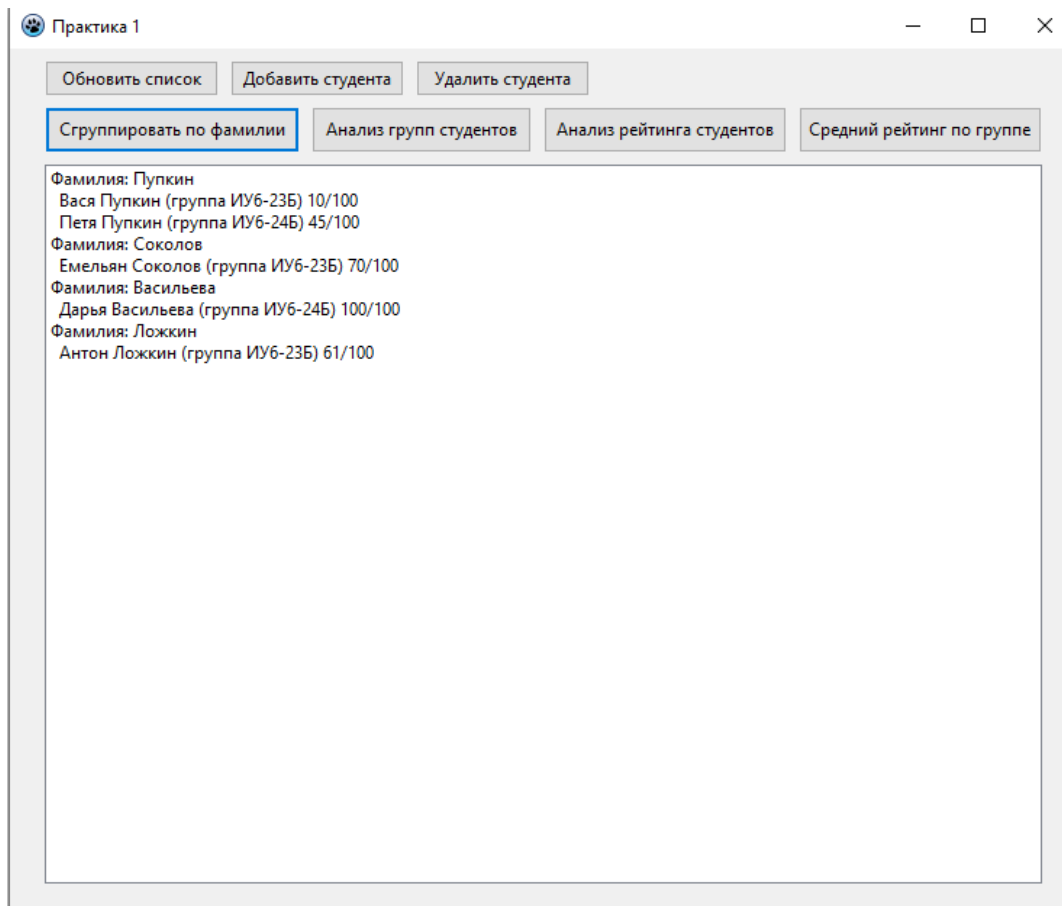 Практика 1
Обновить список Добавить студента Удалить студента
Сгруппировать по фамилии Анализ групп студентов Анализ рейтинга студентов Средний рейтинг по группе
Фамилия: Пупкин
Вася Пупкин (группа ИУ6-23Б) 10/100
Петя Пупкин (группа ИУ6-24Б) 45/100
Фамилия: Соколов
Емельян Соколов (группа ИУ6-23Б) 70/100
Фамилия: Васильева
Дарья Васильева (группа ИУ6-24Б) 100/100
Фамилия: Ложкин
Антон Ложкин (группа ИУ6-23Б) 61/100